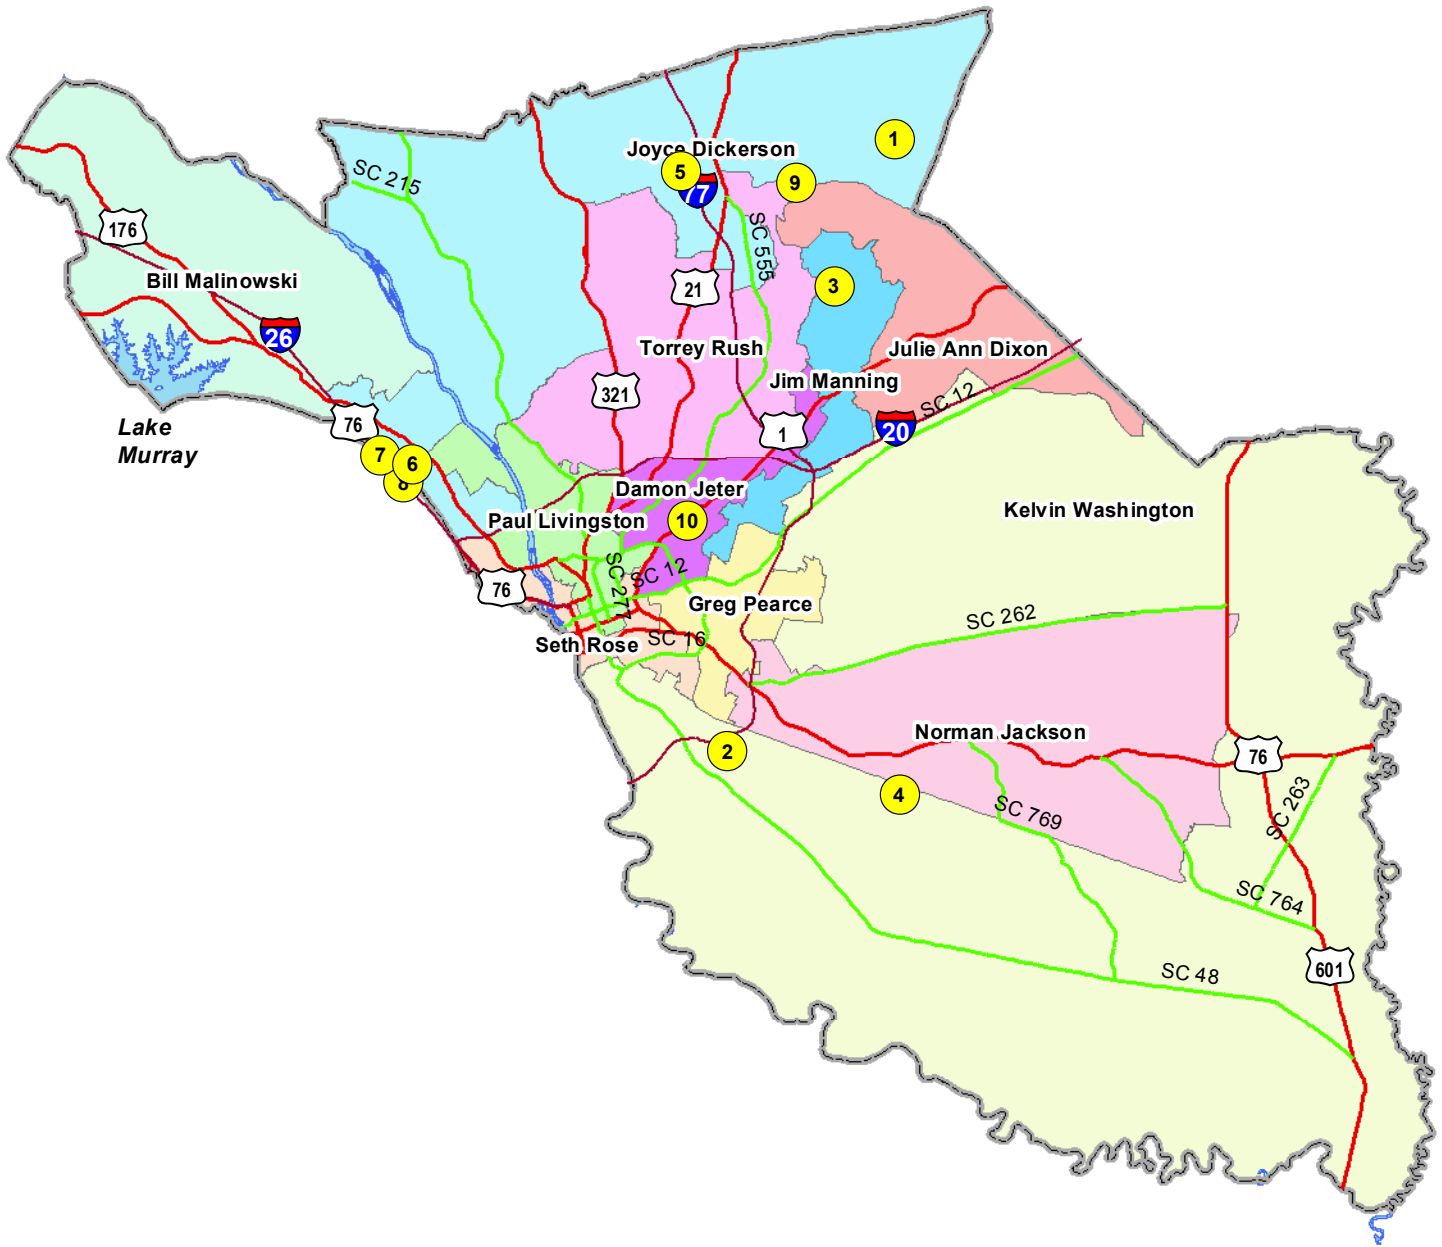 1
Joyce Dickerson
5
77
9
SC 215
176
SC 555
Bill Malinowski
21
3
26
Torrey Rush
Julie Ann Dixon
Jim Manning
321
SC 12
76
1
20
Lake
Murray
7
6
8
Damon Jeter
Kelvin Washington
Paul Livingston
10
SC 277
SC 12
76
Greg Pearce
SC 262
Seth Rose
SC 16
Norman Jackson
2
76
4
SC 769
SC 263
SC 764
601
SC 48